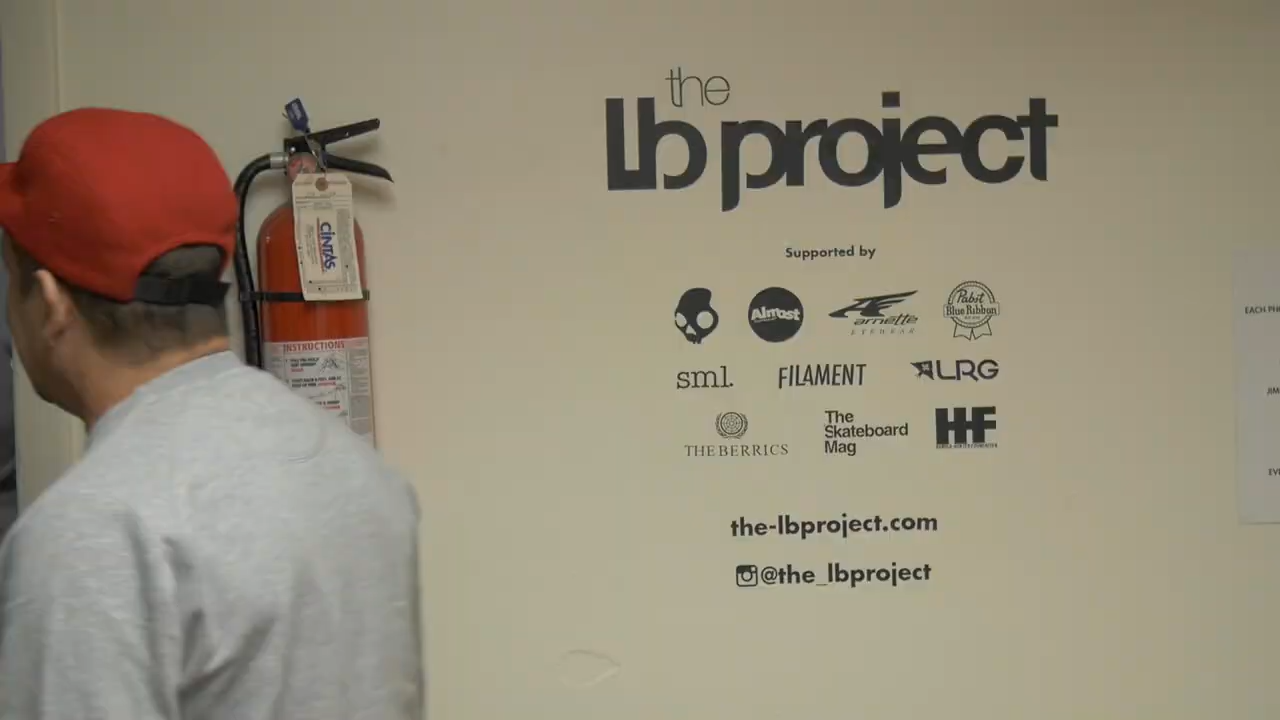 the
lb project
Supported by
Almost
arnette
EYEWEAR
Pabst
Blue Ribbon
sml.
FILAMENT
LRG
THE BERRICS
The
Skateboard
Mag
HHF
the-lbproject.com
@the_lbproject
CINTAS
INSTRUCTIONS
EACH